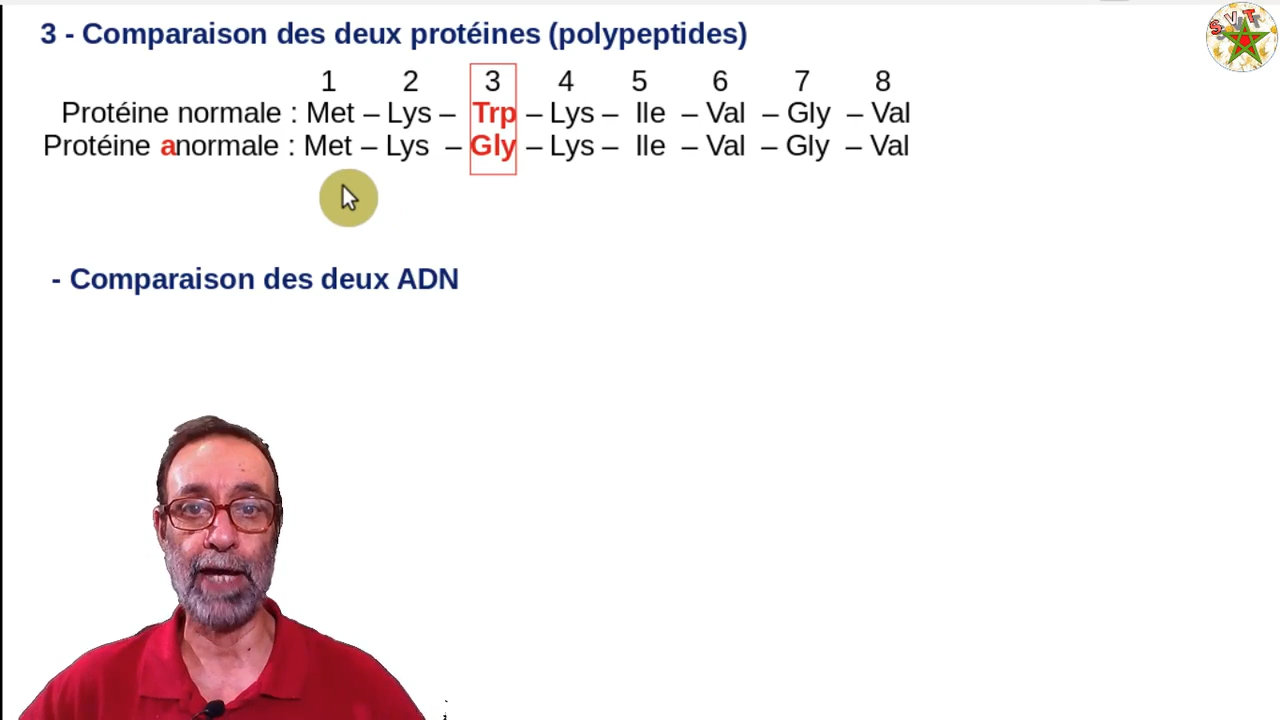 3 - Comparaison des deux protéines (polypeptides)
1 2 3 4 5 6 7 8
Protéine normale : Met – Lys – Trp – Lys – Ile – Val – Gly – Val
Protéine anormale : Met – Lys – Gly – Lys – Ile – Val – Gly – Val
- Comparaison des deux ADN